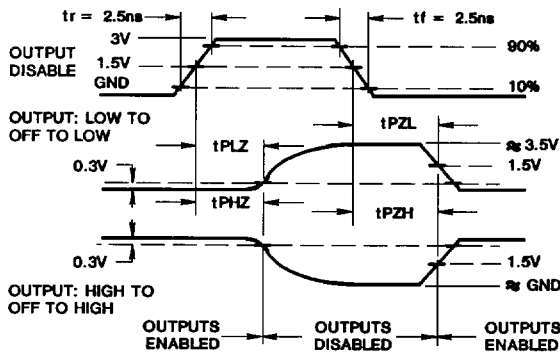 tr = 2.5ns
tf = 2.5ns
3V
90%
OUTPUT
DISABLE
1.5V
GND
10%
OUTPUT: LOW TO
OFF TO LOW
tPLZ
tPZL
≈ 3.5V
0.3V
1.5V
tPHZ
tPZH
0.3V
1.5V
OUTPUT: HIGH TO
OFF TO HIGH
≈ GND
OUTPUTS
ENABLED
OUTPUTS
DISABLED
OUTPUTS
ENABLED